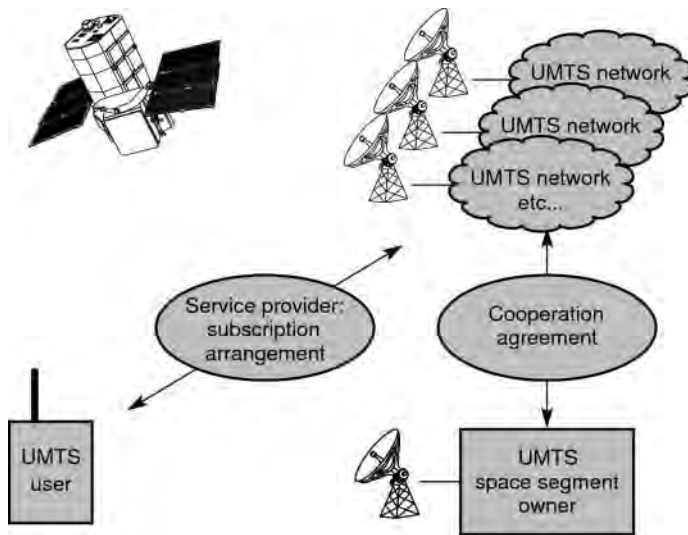 UMTS network
UMTS network
UMTS network
etc...
Service provider:
subscription
arrangement
Cooperation
agreement
UMTS
user
UMTS
space segment
owner